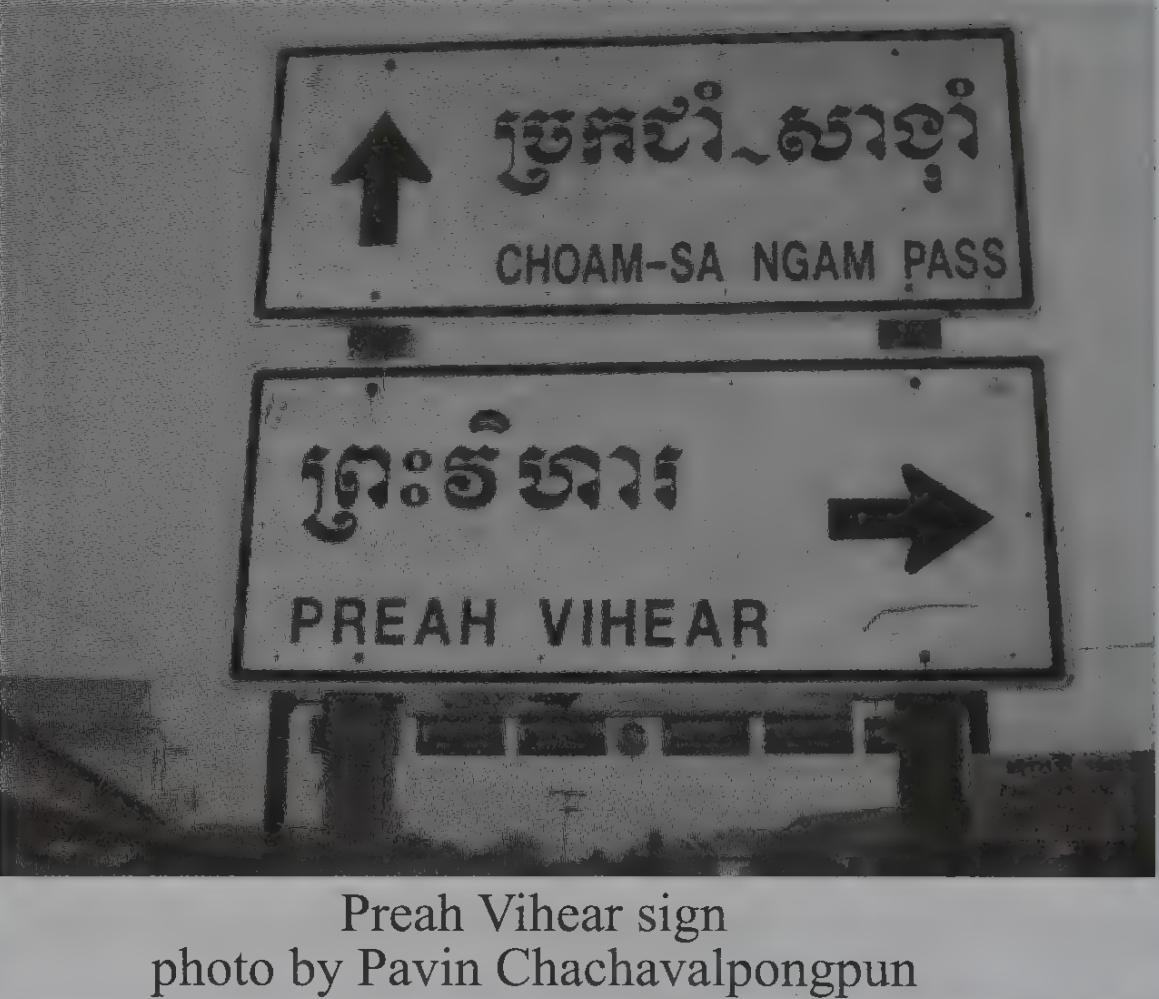 ច្រកជាំ-សាង៉ាំ
CHOAM-SA NGAM PASS
ព្រះវិហារ
PREAH VIHEAR
Preah Vihear sign
photo by Pavin Chachavalpongpun